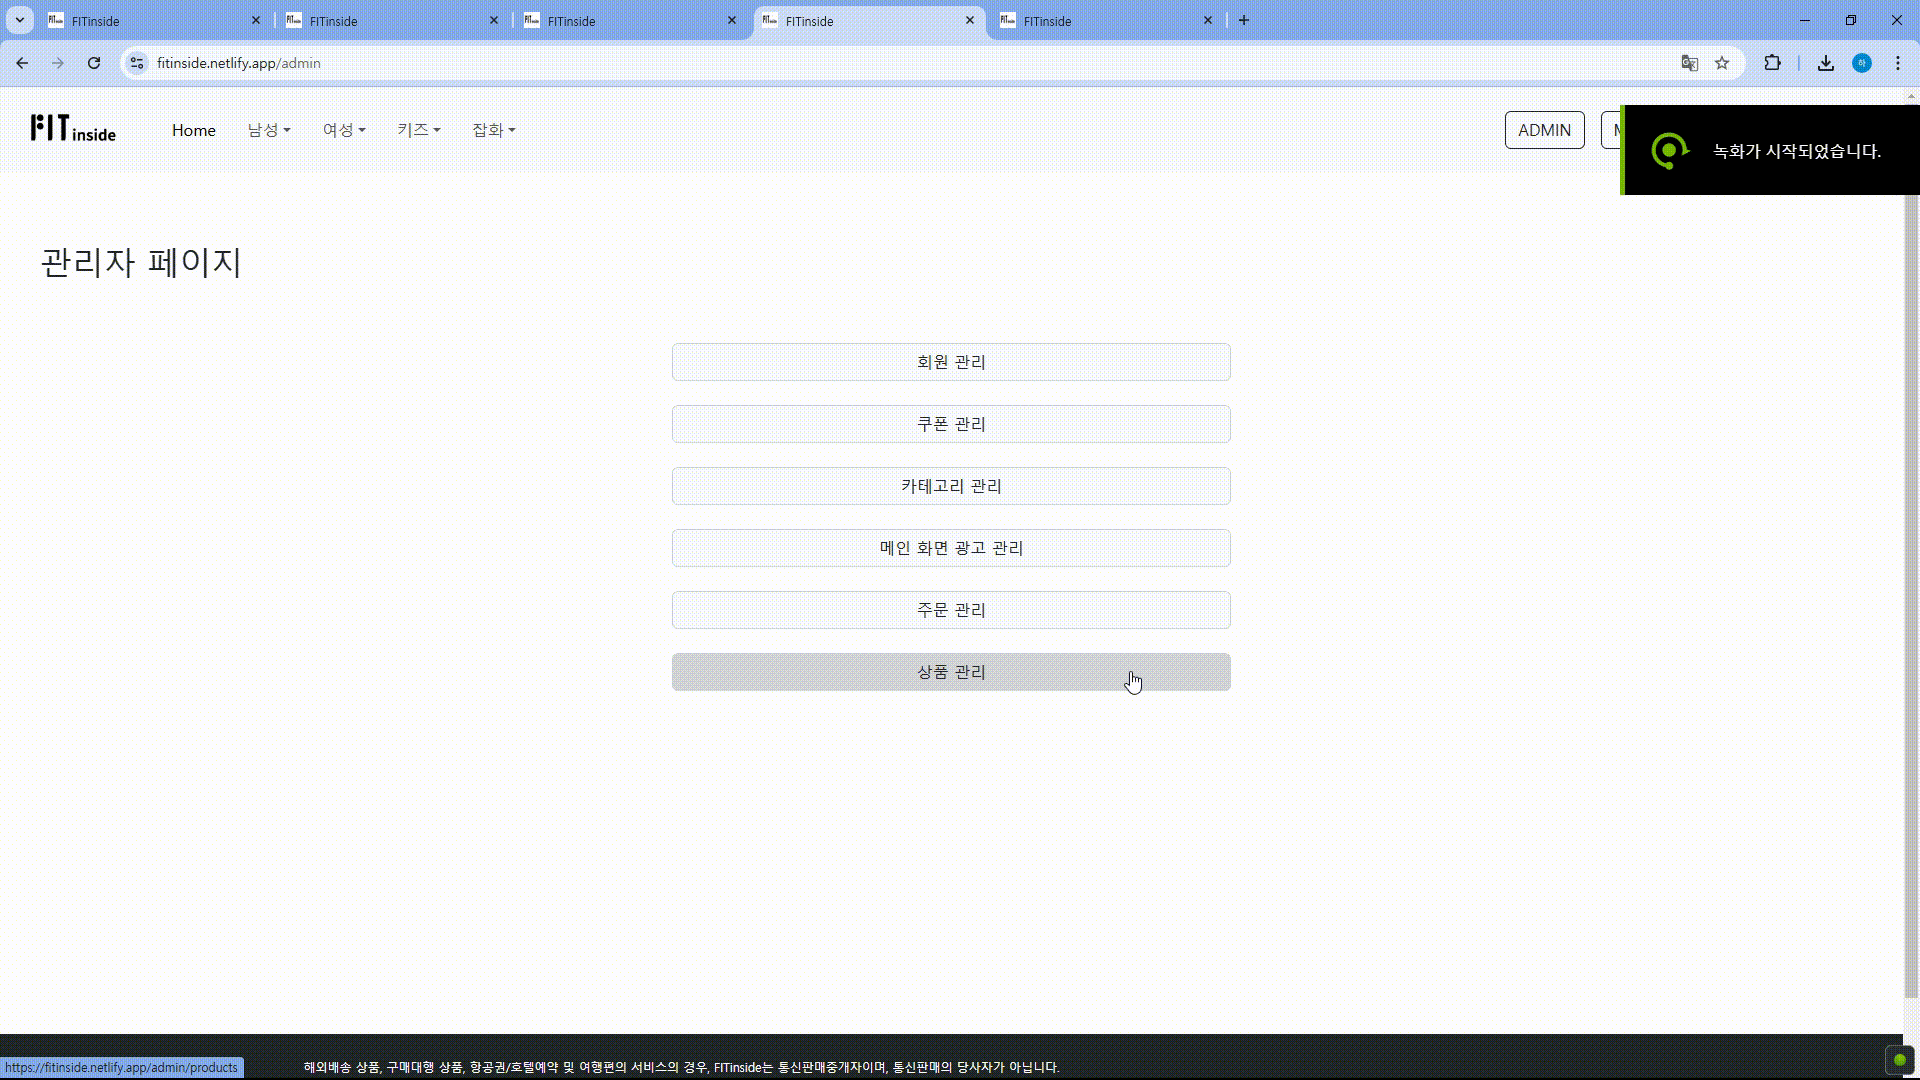 FITinside
FITinside
FITinside
FITinside
FITinside
fitinside.netlify.app/admin
하
FITinside
Home
남성
여성
키즈
잡화
ADMIN
녹화가 시작되었습니다.
관리자 페이지
회원 관리
쿠폰 관리
카테고리 관리
메인 화면 광고 관리
주문 관리
상품 관리
https://fitinside.netlify.app/admin/products
해외배송 상품, 구매대행 상품, 항공권/호텔예약 및 여행편의 서비스의 경우, FITinside는 통신판매중개자이며, 통신판매의 당사자가 아닙니다.